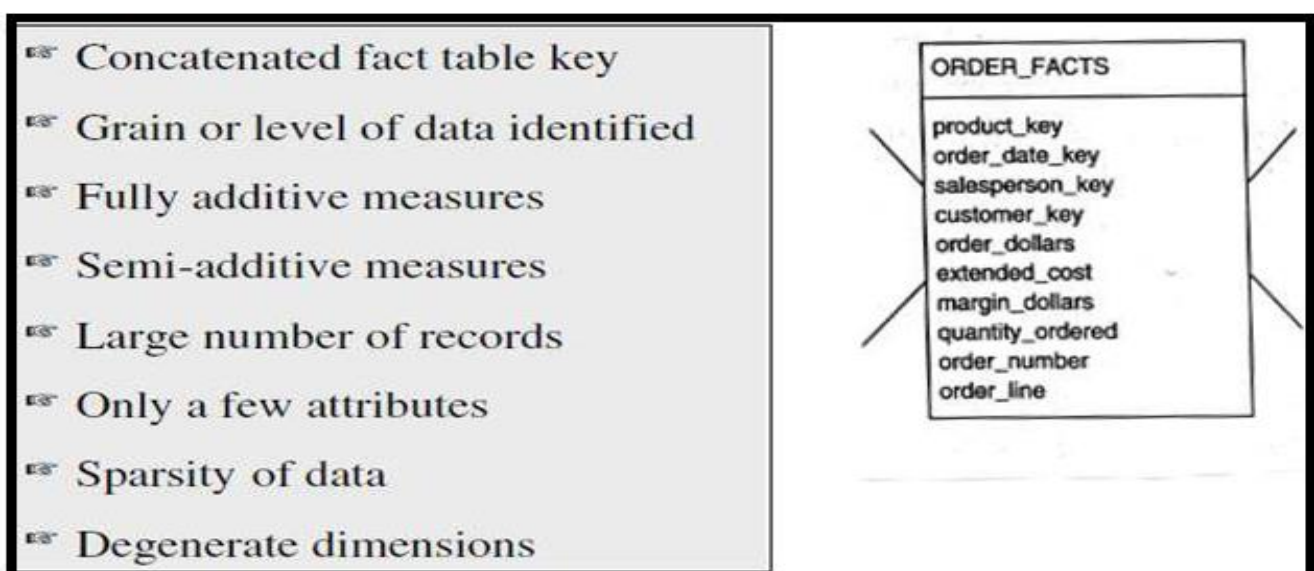 Concatenated fact table key
Grain or level of data identified
Fully additive measures
Semi-additive measures
Large number of records
Only a few attributes
Sparsity of data
Degenerate dimensions
ORDER_FACTS
product_key
order_date_key
salesperson_key
customer_key
order_dollars
extended_cost
margin_dollars
quantity_ordered
order_number
order_line